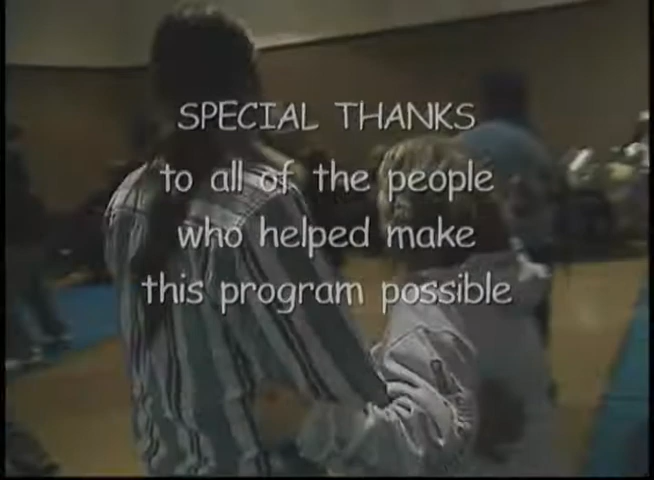 SPECIAL THANKS
to all of the people
who helped make
this program possible